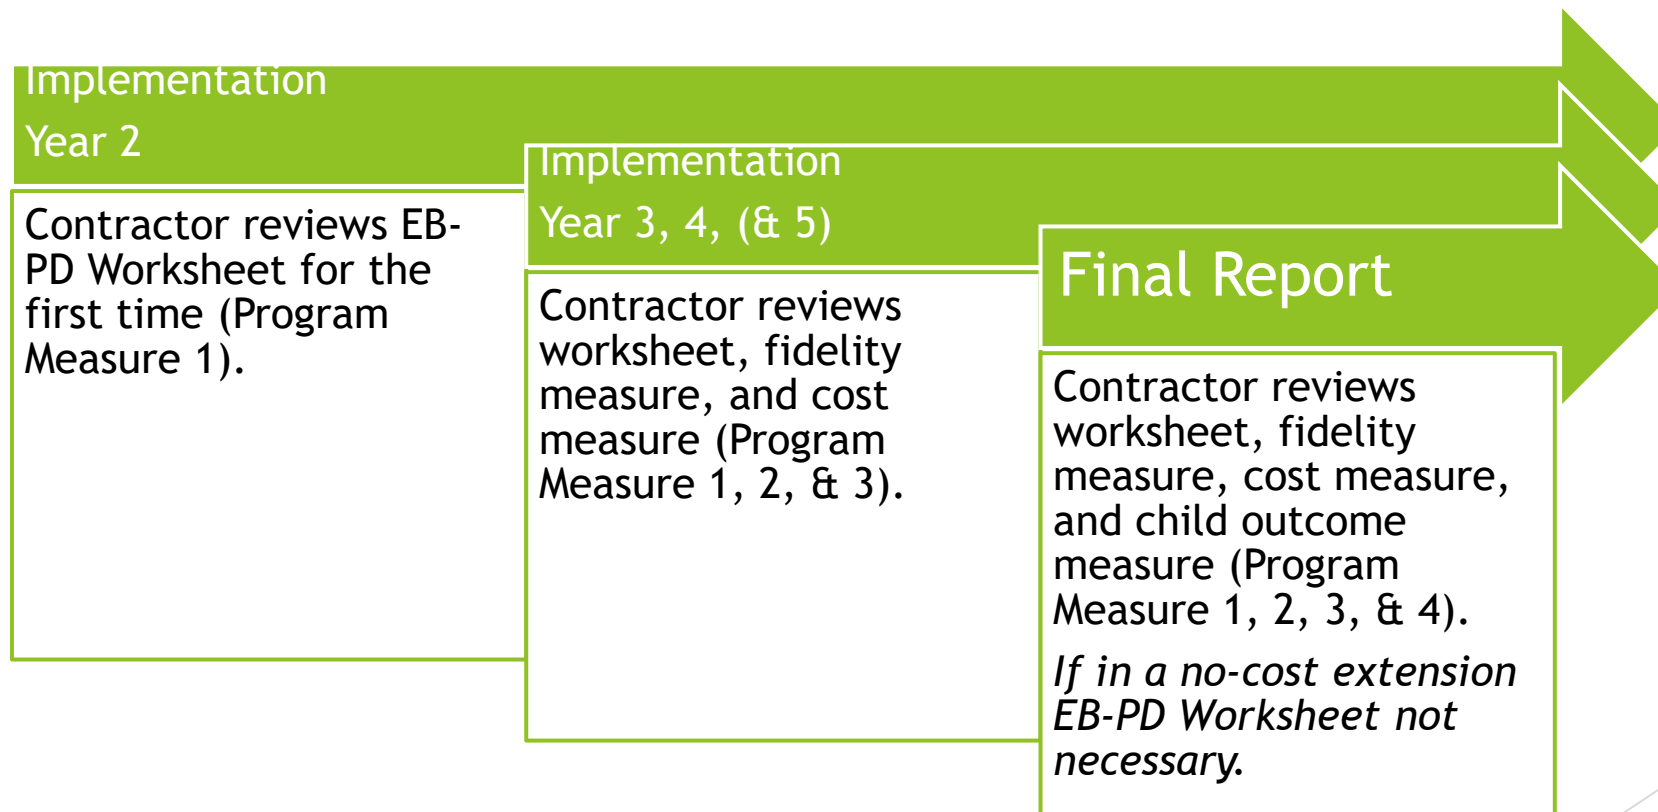 Implementation
Year 2
Contractor reviews EB-
PD Worksheet for the
first time (Program
Measure 1).
Implementation
Year 3, 4, (& 5)
Contractor reviews
worksheet, fidelity
measure, and cost
measure (Program
Measure 1, 2, & 3).
Final Report
Contractor reviews
worksheet, fidelity
measure, cost measure,
and child outcome
measure (Program
Measure 1, 2, 3, & 4).
If in a no-cost extension
EB-PD Worksheet not
necessary.